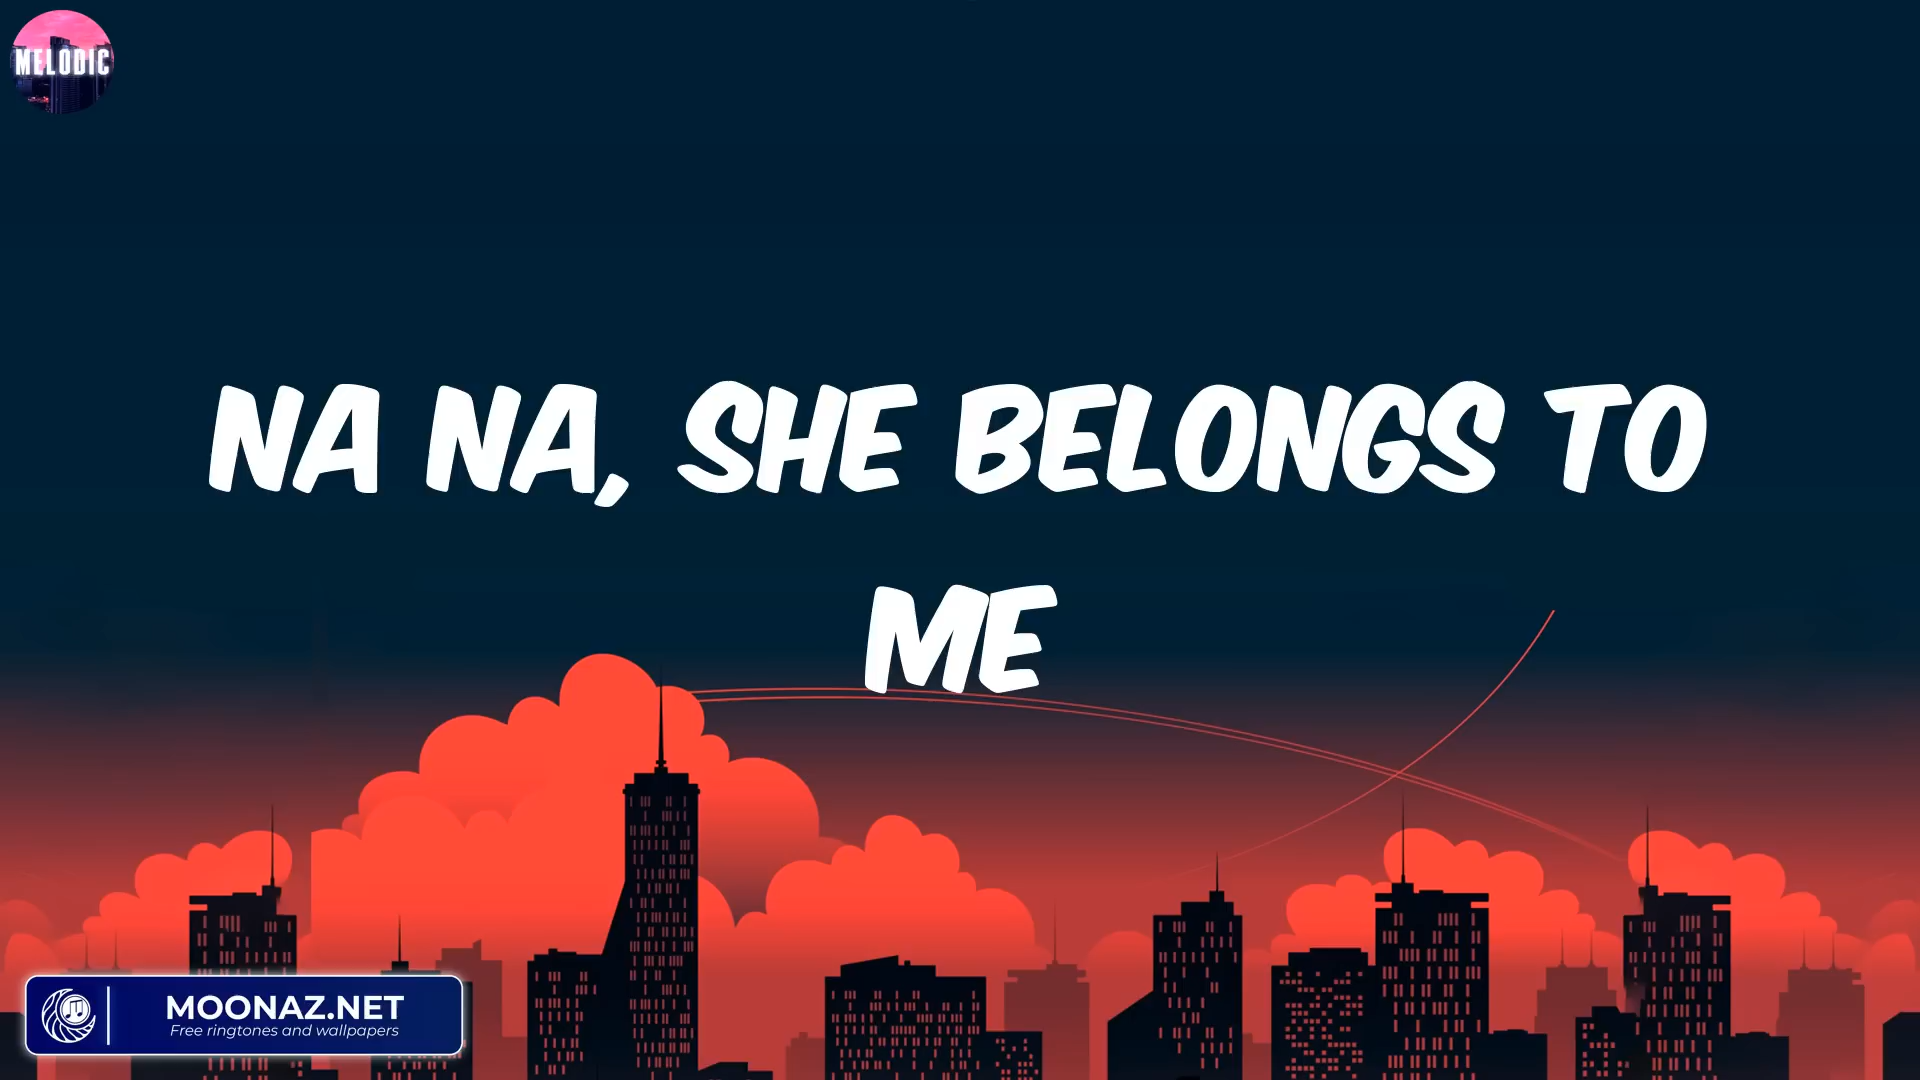 MELODIC
NA NA, SHE BELONGS TO
ME
MOONAZ.NET
Free ringtones and wallpapers